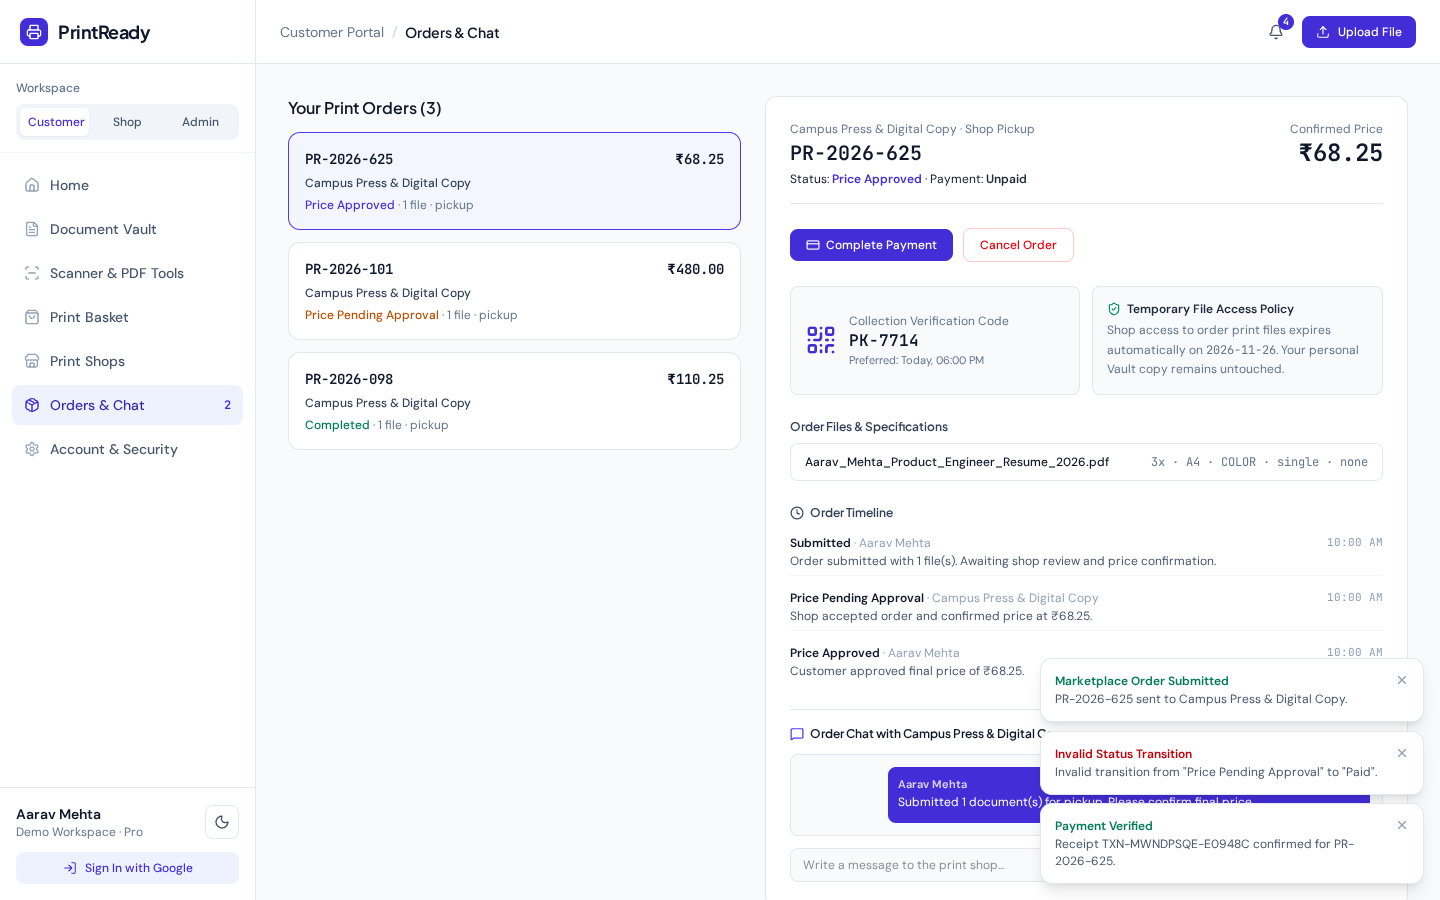 PrintReady
Customer Portal / Orders & Chat
4
Upload File
Workspace
Customer Shop Admin
Home
Document Vault
Scanner & PDF Tools
Print Basket
Print Shops
Orders & Chat 2
Account & Security
Aarav Mehta
Demo Workspace · Pro
Sign In with Google
Your Print Orders (3)
PR-2026-625 ₹68.25
Campus Press & Digital Copy
Price Approved · 1 file · pickup
PR-2026-101 ₹480.00
Campus Press & Digital Copy
Price Pending Approval · 1 file · pickup
PR-2026-098 ₹110.25
Campus Press & Digital Copy
Completed · 1 file · pickup
Campus Press & Digital Copy · Shop Pickup Confirmed Price
PR-2026-625 ₹68.25
Status: Price Approved · Payment: Unpaid
Complete Payment Cancel Order
Collection Verification Code
PK-7714
Preferred: Today, 06:00 PM
Temporary File Access Policy
Shop access to order print files expires
automatically on 2026-11-26. Your personal
Vault copy remains untouched.
Order Files & Specifications
Aarav_Mehta_Product_Engineer_Resume_2026.pdf 3x · A4 · COLOR · single · none
Order Timeline
Submitted · Aarav Mehta 10:00 AM
Order submitted with 1 file(s). Awaiting shop review and price confirmation.
Price Pending Approval · Campus Press & Digital Copy 10:00 AM
Shop accepted order and confirmed price at ₹68.25.
Price Approved · Aarav Mehta 10:00 AM
Customer approved final price of ₹68.25.
Order Chat with Campus Press & Digital
Aarav Mehta
Submitted 1 document(s) for pickup. Please confirm final price.
Write a message to the print shop...
Marketplace Order Submitted
PR-2026-625 sent to Campus Press & Digital Copy.
Invalid Status Transition
Invalid transition from "Price Pending Approval" to "Paid".
Payment Verified
Receipt TXN-MWNDPSQE-E0948C confirmed for PR-
2026-625.